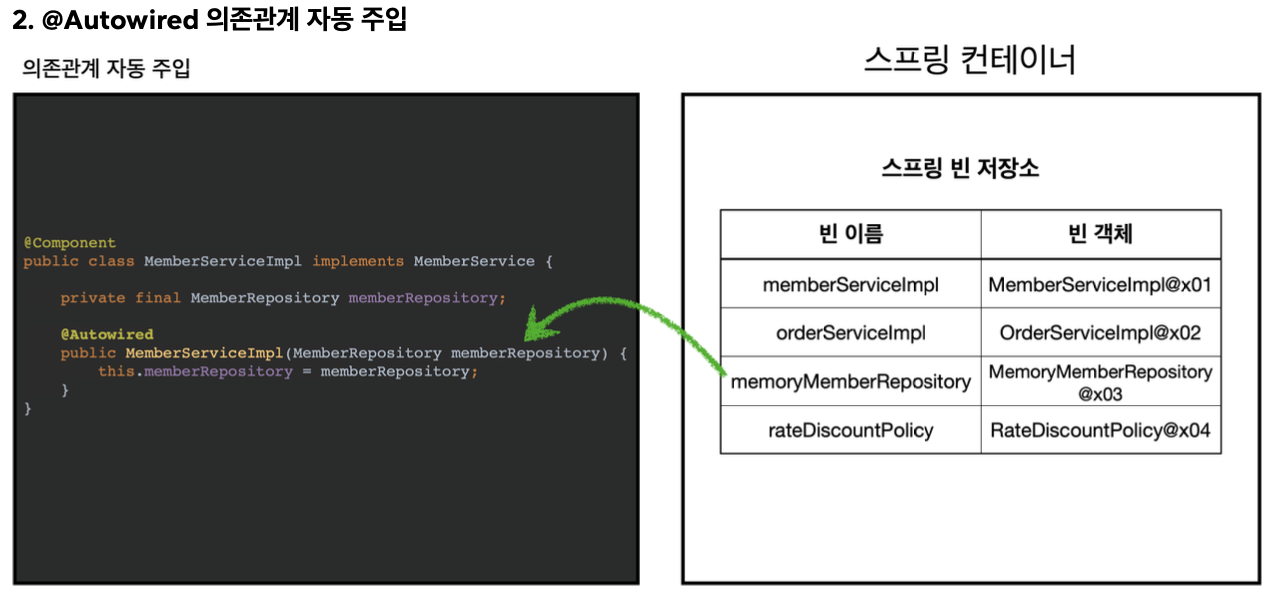 2. @Autowired 의존관계 자동 주입
의존관계 자동 주입
@Component
public class MemberServiceImpl implements MemberService {
private final MemberRepository memberRepository;
@Autowired
public MemberServiceImpl(MemberRepository memberRepository) {
this.memberRepository = memberRepository;
}
}
스프링 컨테이너
스프링 빈 저장소
빈 이름 빈 객체
memberServiceImpl MemberServiceImpl@x01
orderServiceImpl OrderServiceImpl@x02
memoryMemberRepository MemoryMemberRepository
@x03
rateDiscountPolicy RateDiscountPolicy@x04